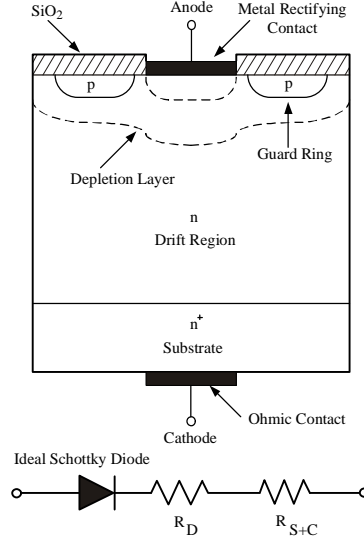 Anode
SiO2
Metal Rectifying
Contact
p
p
Guard Ring
Depletion Layer
n
Drift Region
n+
Substrate
Ohmic Contact
Cathode
Ideal Schottky Diode
RD
RS+C